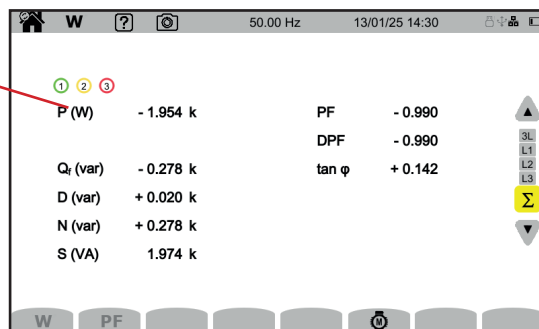 W ? 50.00 Hz 13/01/25 14:30
1 2 3
P (W) - 1.954 k PF - 0.990
DPF - 0.990
Qf (var) - 0.278 k tan φ + 0.142
D (var) + 0.020 k
N (var) + 0.278 k
S (VA) 1.974 k
3L
L1
L2
L3
Σ
W PF M